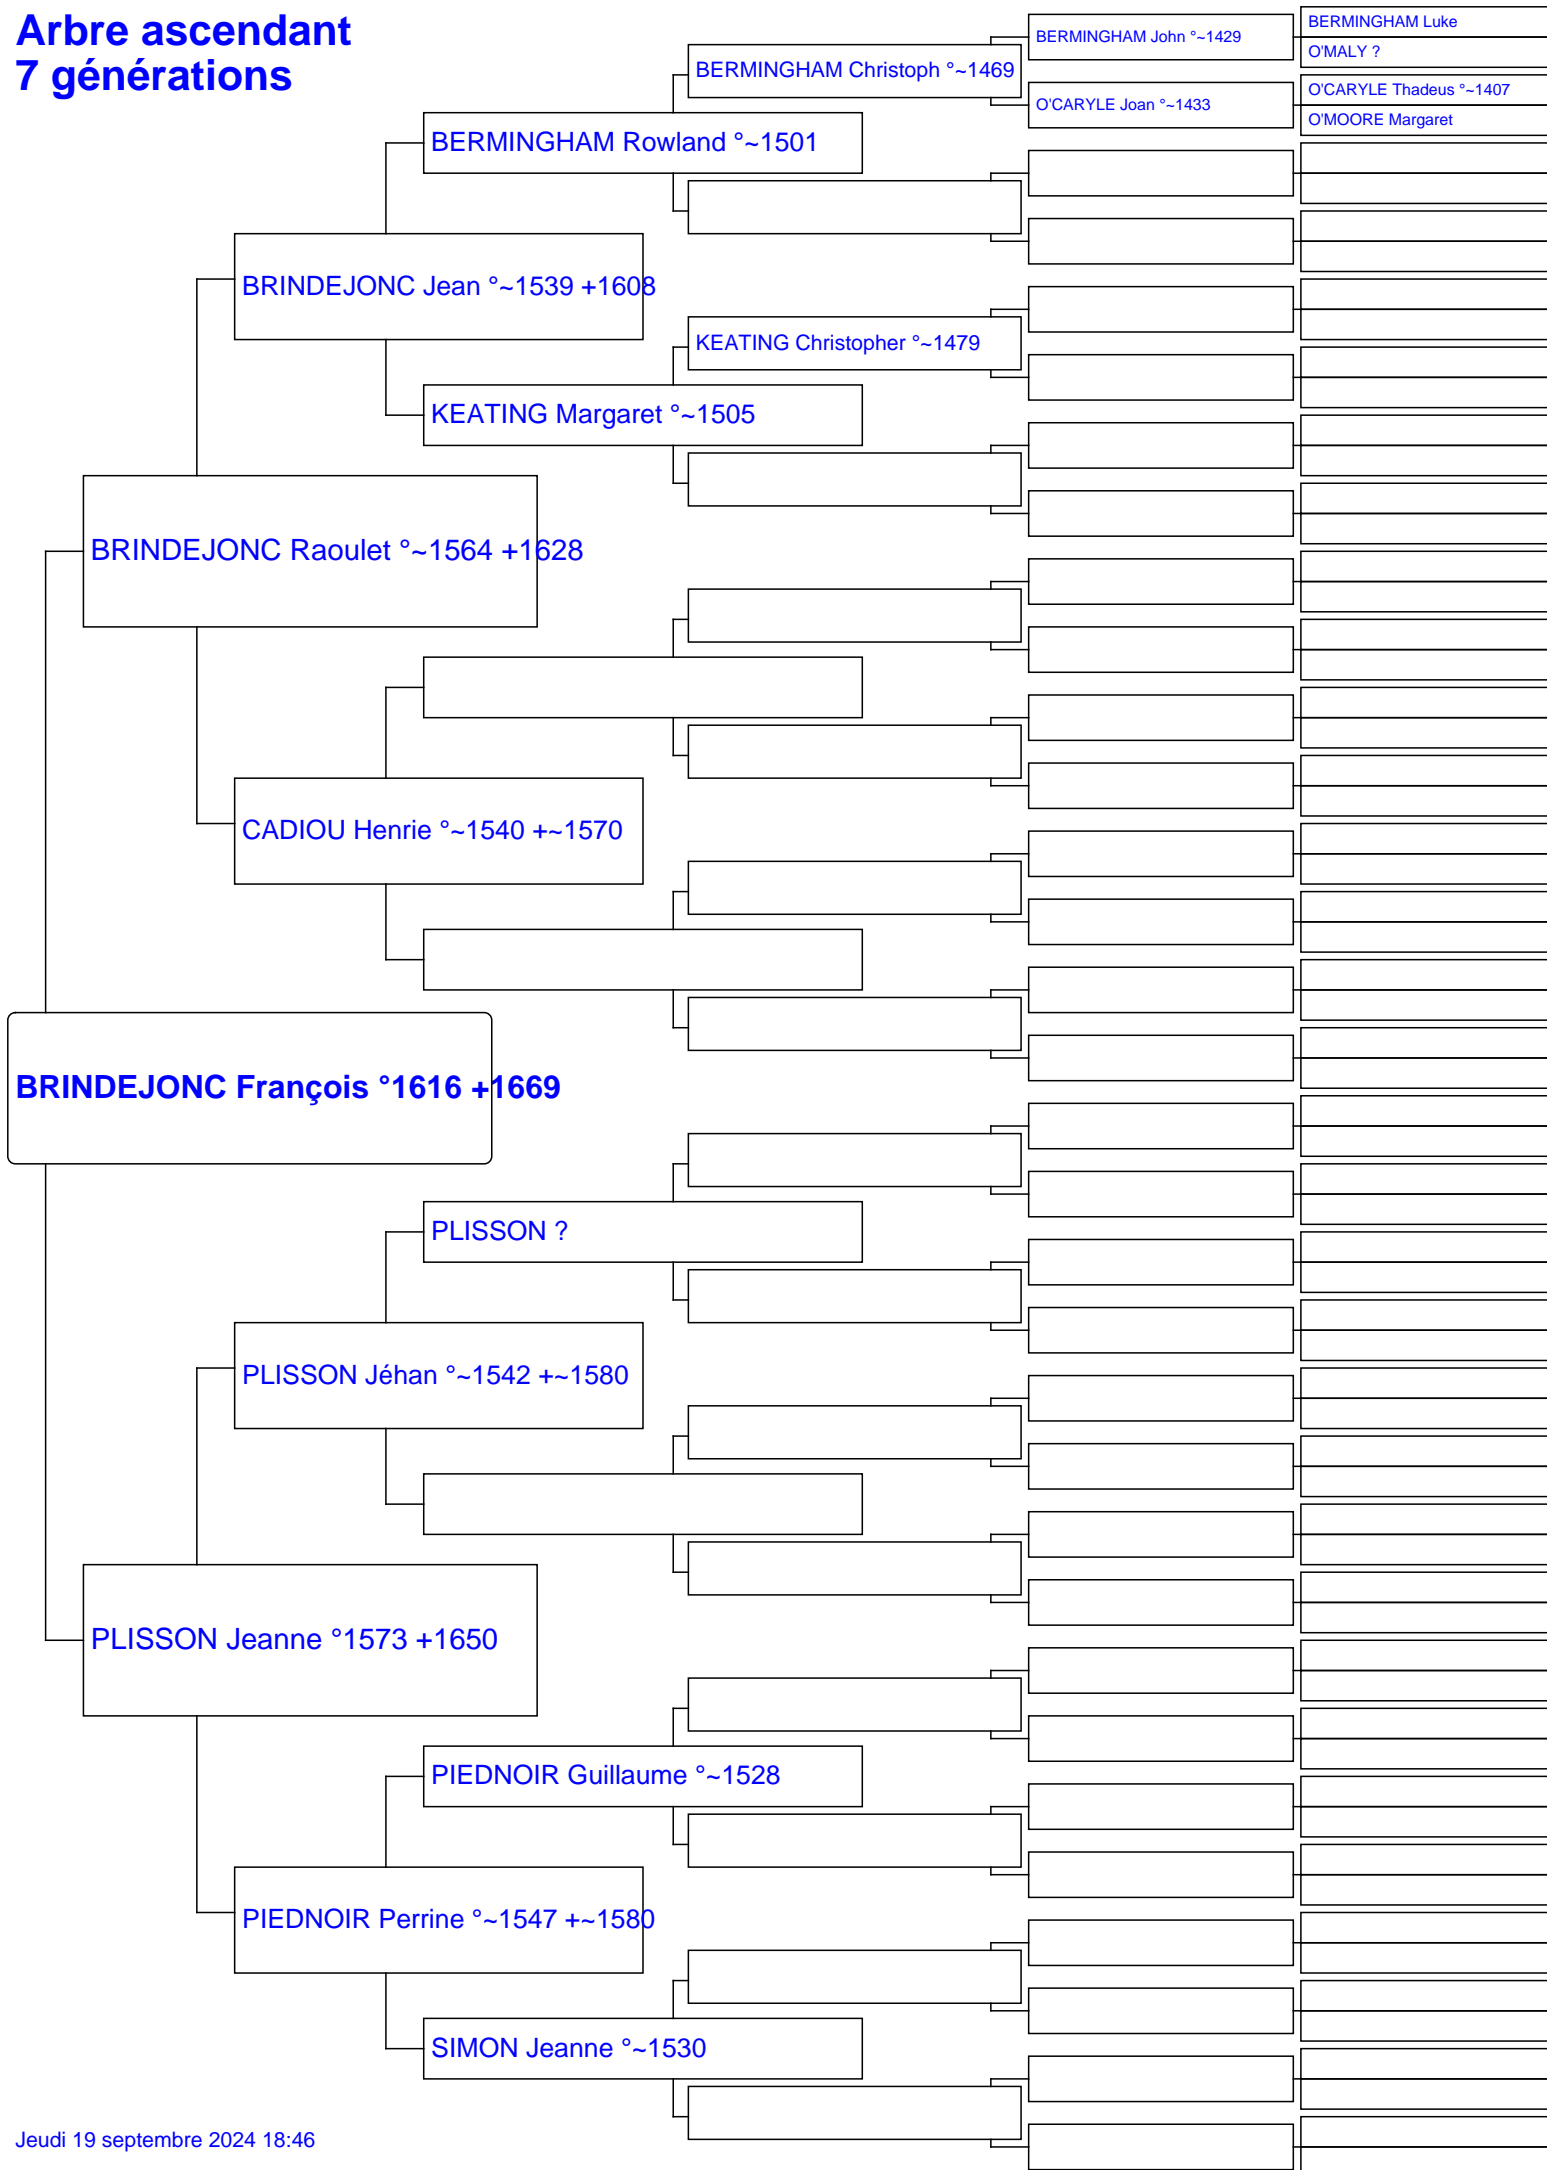 Arbre ascendant
7 générations
BERMINGHAM Luke
BERMINGHAM John °~1429
O'MALY ?
BERMINGHAM Christoph °~1469
O'CARYLE Thadeus °~1407
O'CARYLE Joan °~1433
O'MOORE Margaret
BERMINGHAM Rowland °~1501
BRINDEJONC Jean °~1539 +1608
KEATING Christopher °~1479
KEATING Margaret °~1505
BRINDEJONC Raoulet °~1564 +1628
CADIOU Henrie °~1540 +~1570
BRINDEJONC François °1616 +1669
PLISSON ?
PLISSON Jéhan °~1542 +~1580
PLISSON Jeanne °1573 +1650
PIEDNOIR Guillaume °~1528
PIEDNOIR Perrine °~1547 +~1580
SIMON Jeanne °~1530
Jeudi 19 septembre 2024 18:46